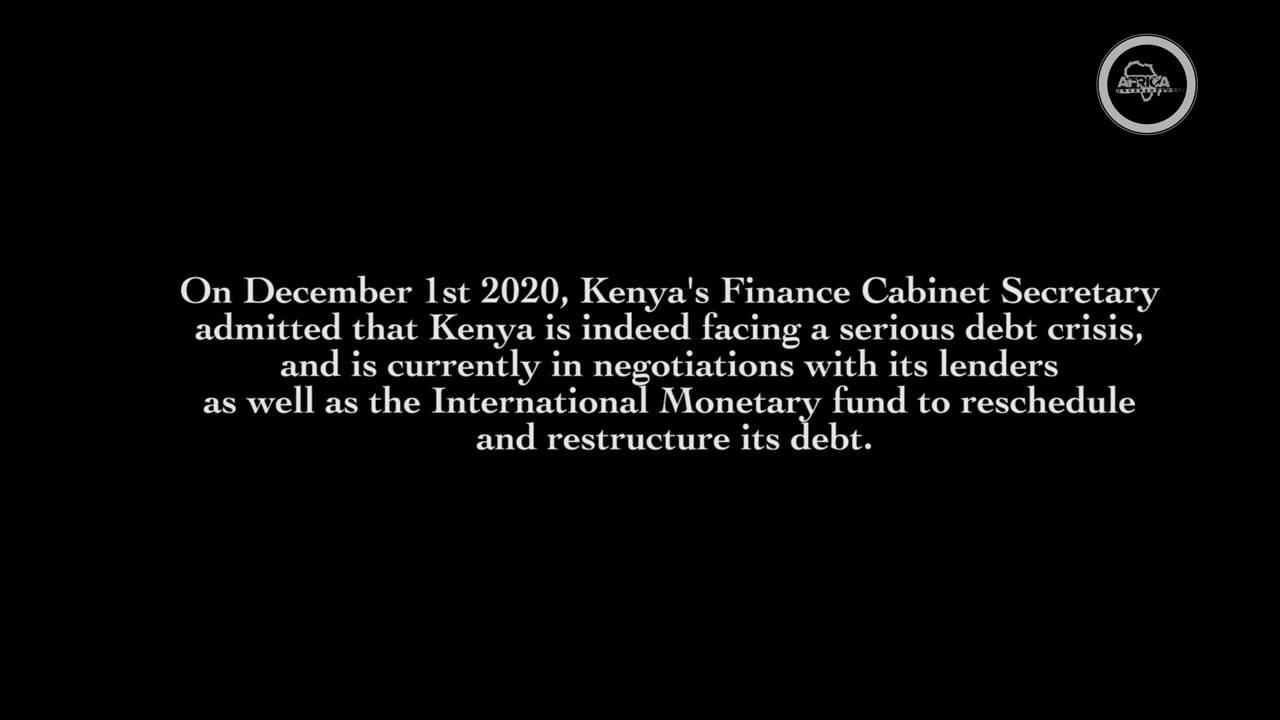 AFRICA
On December 1st 2020, Kenya's Finance Cabinet Secretary
admitted that Kenya is indeed facing a serious debt crisis,
and is currently in negotiations with its lenders
as well as the International Monetary fund to reschedule
and restructure its debt.